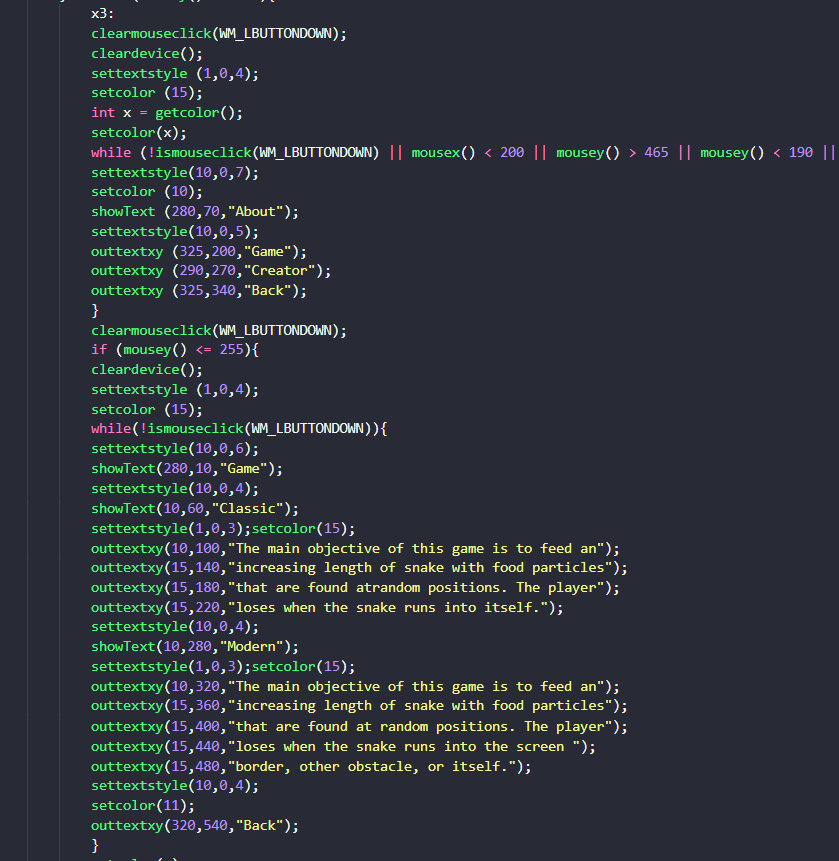 x3:
clearmouseclick(WM_LBUTTONDOWN);
cleardevice();
settextstyle (1,0,4);
setcolor (15);
int x = getcolor();
setcolor(x);
while (!ismouseclick(WM_LBUTTONDOWN) || mousex() < 200 || mousey() > 465 || mousey() < 190 ||
settextstyle(10,0,7);
setcolor (10);
showText (280,70,"About");
settextstyle(10,0,5);
outtextxy (325,200,"Game");
outtextxy (290,270,"Creator");
outtextxy (325,340,"Back");
}
clearmouseclick(WM_LBUTTONDOWN);
if (mousey() <= 255){
cleardevice();
settextstyle (1,0,4);
setcolor (15);
while(!ismouseclick(WM_LBUTTONDOWN)){
settextstyle(10,0,6);
showText(280,10,"Game");
settextstyle(10,0,4);
showText(10,60,"Classic");
settextstyle(1,0,3);setcolor(15);
outtextxy(10,100,"The main objective of this game is to feed an");
outtextxy(15,140,"increasing length of snake with food particles");
outtextxy(15,180,"that are found atrandom positions. The player");
outtextxy(15,220,"loses when the snake runs into itself.");
settextstyle(10,0,4);
showText(10,280,"Modern");
settextstyle(1,0,3);setcolor(15);
outtextxy(10,320,"The main objective of this game is to feed an");
outtextxy(15,360,"increasing length of snake with food particles");
outtextxy(15,400,"that are found at random positions. The player");
outtextxy(15,440,"loses when the snake runs into the screen ");
outtextxy(15,480,"border, other obstacle, or itself.");
settextstyle(10,0,4);
setcolor(11);
outtextxy(320,540,"Back");
}